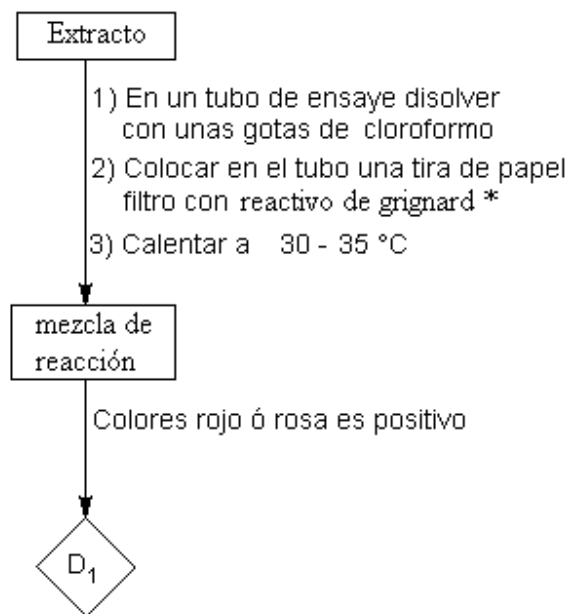 Extracto
1) En un tubo de ensaye disolver
con unas gotas de cloroformo
2) Colocar en el tubo una tira de papel
filtro con reactivo de grignard *
3) Calentar a 30 - 35 °C
mezcla de
reacción
Colores rojo ó rosa es positivo
D₁